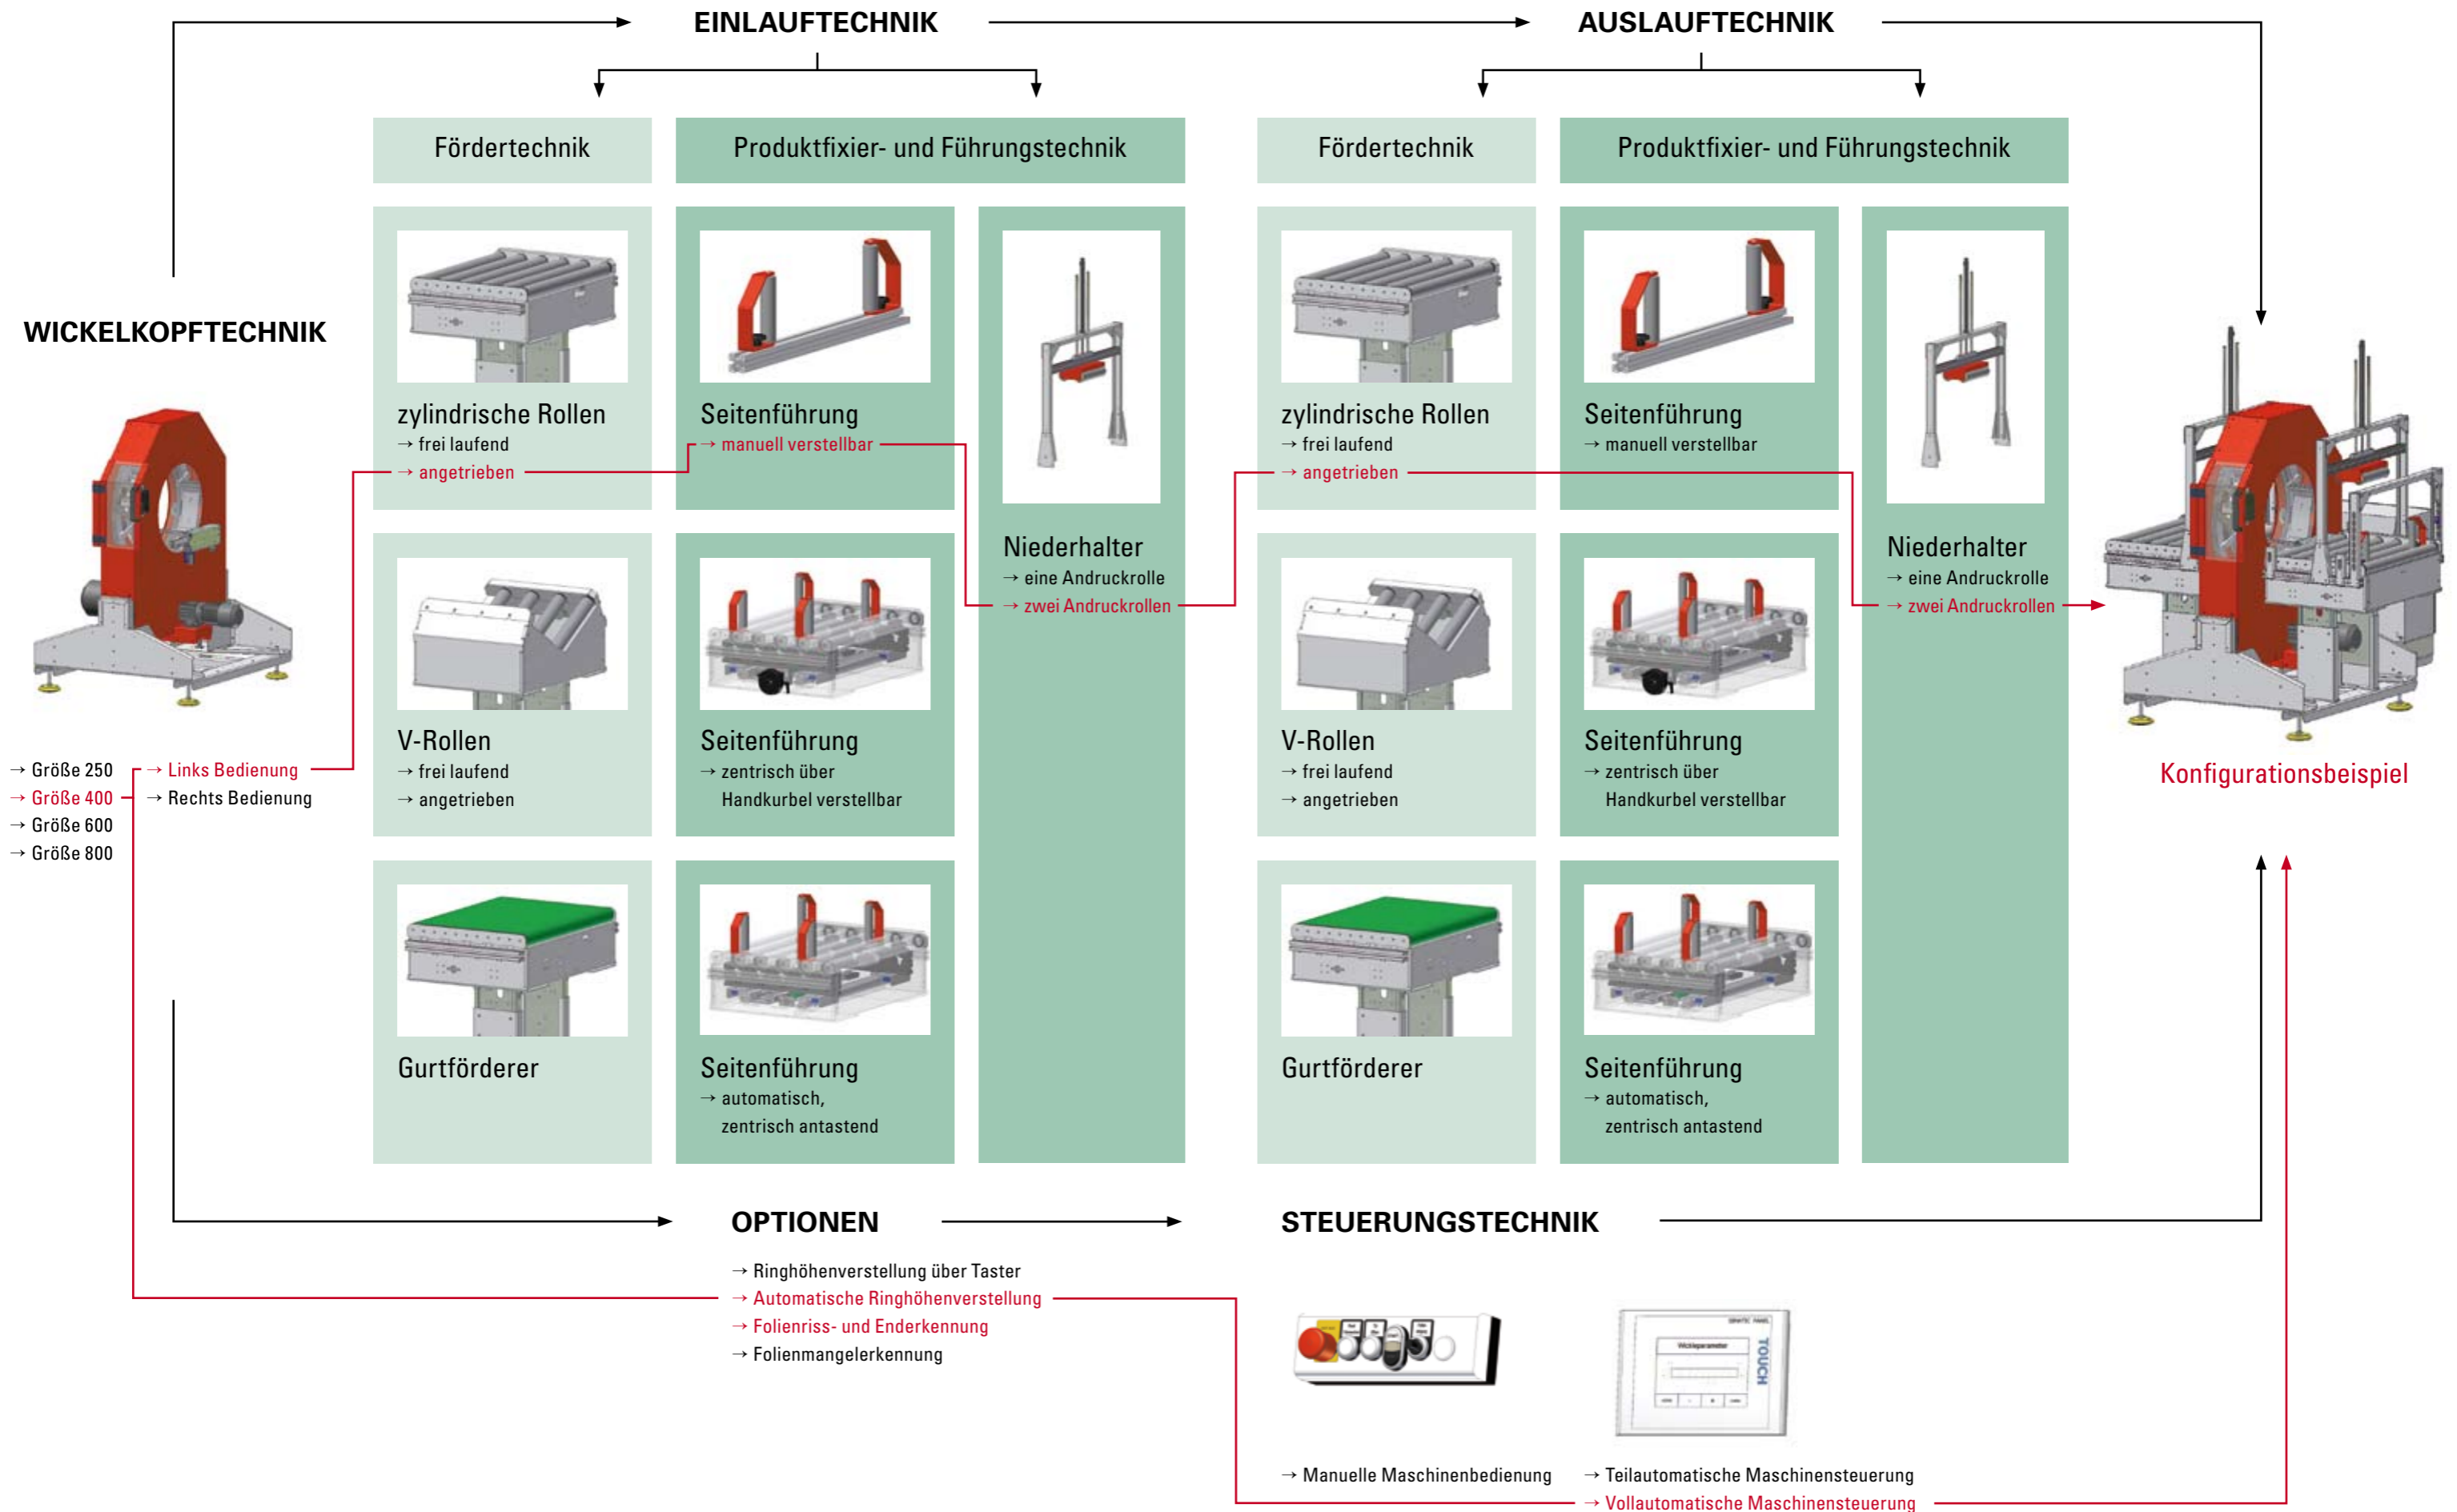 EINLAUFTECHNIK
AUSLAUFTECHNIK
Fördertechnik
Produktfixier- und Führungstechnik
Fördertechnik
Produktfixier- und Führungstechnik
WICKELKOPFTECHNIK
→ Größe 250
→ Größe 400
→ Größe 600
→ Größe 800
→ Links Bedienung
→ Rechts Bedienung
zylindrische Rollen
→ frei laufend
→ angetrieben
Seitenführung
→ manuell verstellbar
Niederhalter
→ eine Andruckrolle
→ zwei Andruckrollen
V-Rollen
→ frei laufend
→ angetrieben
Seitenführung
→ zentrisch über
Handkurbel verstellbar
Gurtförderer
Seitenführung
→ automatisch,
zentrisch antastend
zylindrische Rollen
→ frei laufend
→ angetrieben
Seitenführung
→ manuell verstellbar
Niederhalter
→ eine Andruckrolle
→ zwei Andruckrollen
V-Rollen
→ frei laufend
→ angetrieben
Seitenführung
→ zentrisch über
Handkurbel verstellbar
Gurtförderer
Seitenführung
→ automatisch,
zentrisch antastend
Konfigurationsbeispiel
OPTIONEN
→ Ringhöhenverstellung über Taster
→ Automatische Ringhöhenverstellung
→ Folienriss- und Enderkennung
→ Folienmangelerkennung
STEUERUNGSTECHNIK
PANEL
Wickelparameter
TOUCH
→ Manuelle Maschinenbedienung
→ Teilautomatische Maschinensteuerung
→ Vollautomatische Maschinensteuerung